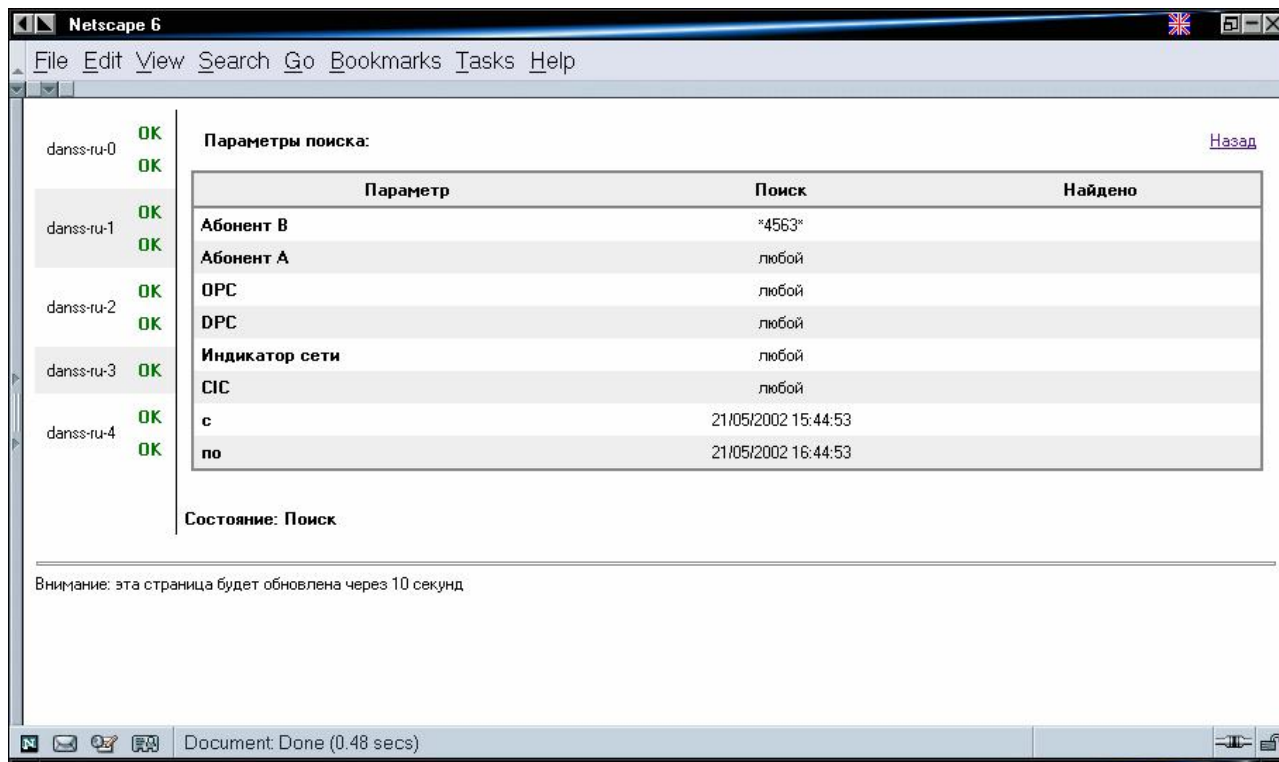 Netscape 6
File Edit View Search Go Bookmarks Tasks Help
danss-ru-0 OK
OK
danss-ru-1 OK
OK
danss-ru-2 OK
OK
danss-ru-3 OK
danss-ru-4 OK
OK
Параметры поиска: Назад
Параметр Поиск Найдено
Абонент B *4563*
Абонент A любой
OPC любой
DPC любой
Индикатор сети любой
CIC любой
с 21/05/2002 15:44:53
по 21/05/2002 16:44:53
Состояние: Поиск
Внимание: эта страница будет обновлена через 10 секунд
N Document: Done (0.48 secs)